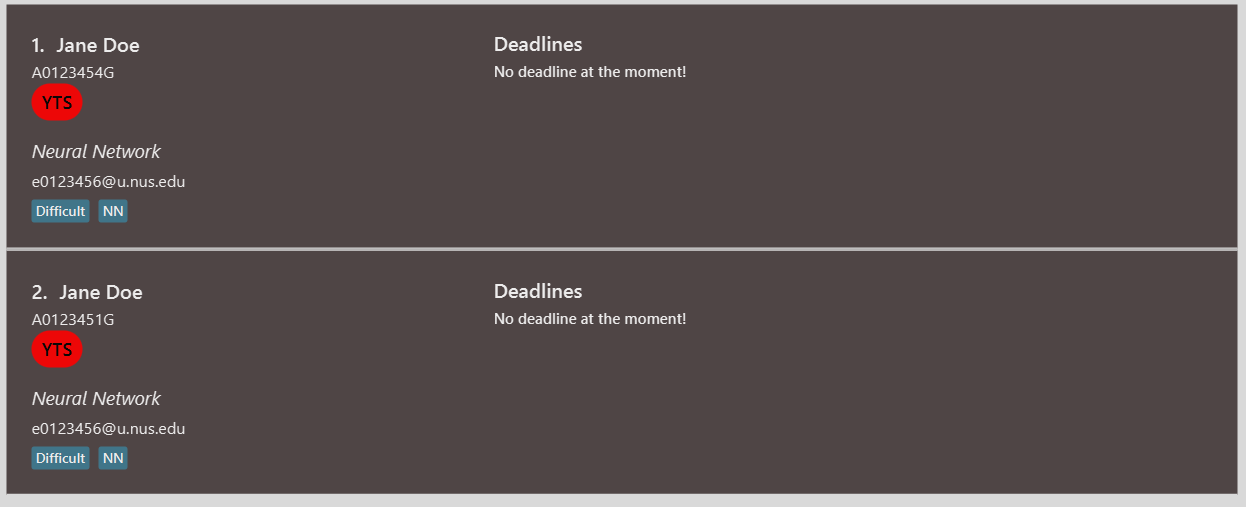 1. Jane Doe
A0123454G
YTS
Neural Network
e0123456@u.nus.edu
Difficult NN
Deadlines
No deadline at the moment!
2. Jane Doe
A0123451G
YTS
Neural Network
e0123456@u.nus.edu
Difficult NN
Deadlines
No deadline at the moment!